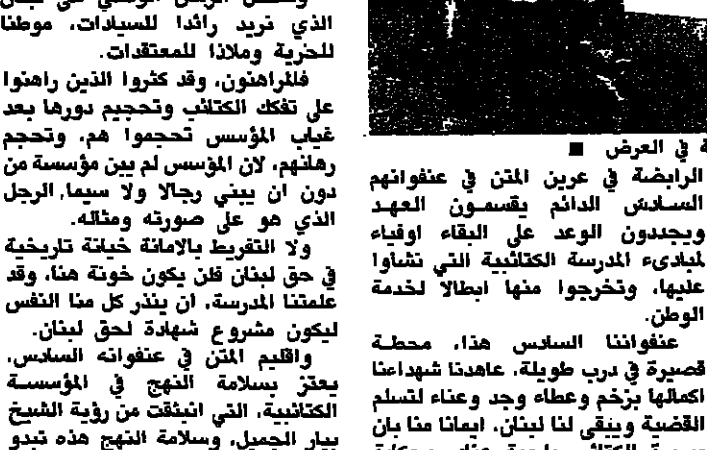 ة في العرض ■
الرابضة في عرين المتن في عنفوانهم
السادس الدائم يقسمون العهد
ويجددون الوعد على البقاء اوفياء
لمبادىء المدرسة الكتائبية التي نشأوا
عليها، وتخرجوا منها ابطالا لخدمة
الوطن.
عنفواننا السادس هذا، محطة
قصيرة في درب طويلة، عاهدنا شهداءنا
اكمالها بزخم وعطاء وجد وعناء لتسلم
القضية ويبقى لنا لبنان، ايمانا منا بان
الذي نريد رائدا للسيادات، موطنا
للحرية وملاذا للمعتقدات.
فالمراهنون، وقد كثروا الذين راهنوا
على تفكك الكتائب وتحجيم دورها بعد
غياب المؤسس تحجموا هم، وتحجم
رهانهم، لان المؤسس لم يبن مؤسسة من
دون ان يبني رجالا ولا سيما، الرجل
الذي هو على صورته ومثاله.
ولا التفريط بالامانة خيانة تاريخية
في حق لبنان فلن يكون خونة هنا، وقد
علمتنا المدرسة، ان ينذر كل منا النفس
ليكون مشروع شهادة لحق لبنان.
واقليم المتن في عنفوانه السادس،
يعتز بسلامة النهج في المؤسسة
الكتائبية، التي انبثقت من رؤية الشيخ
بيار الجميل، وسلامة النهج هذه تبدو